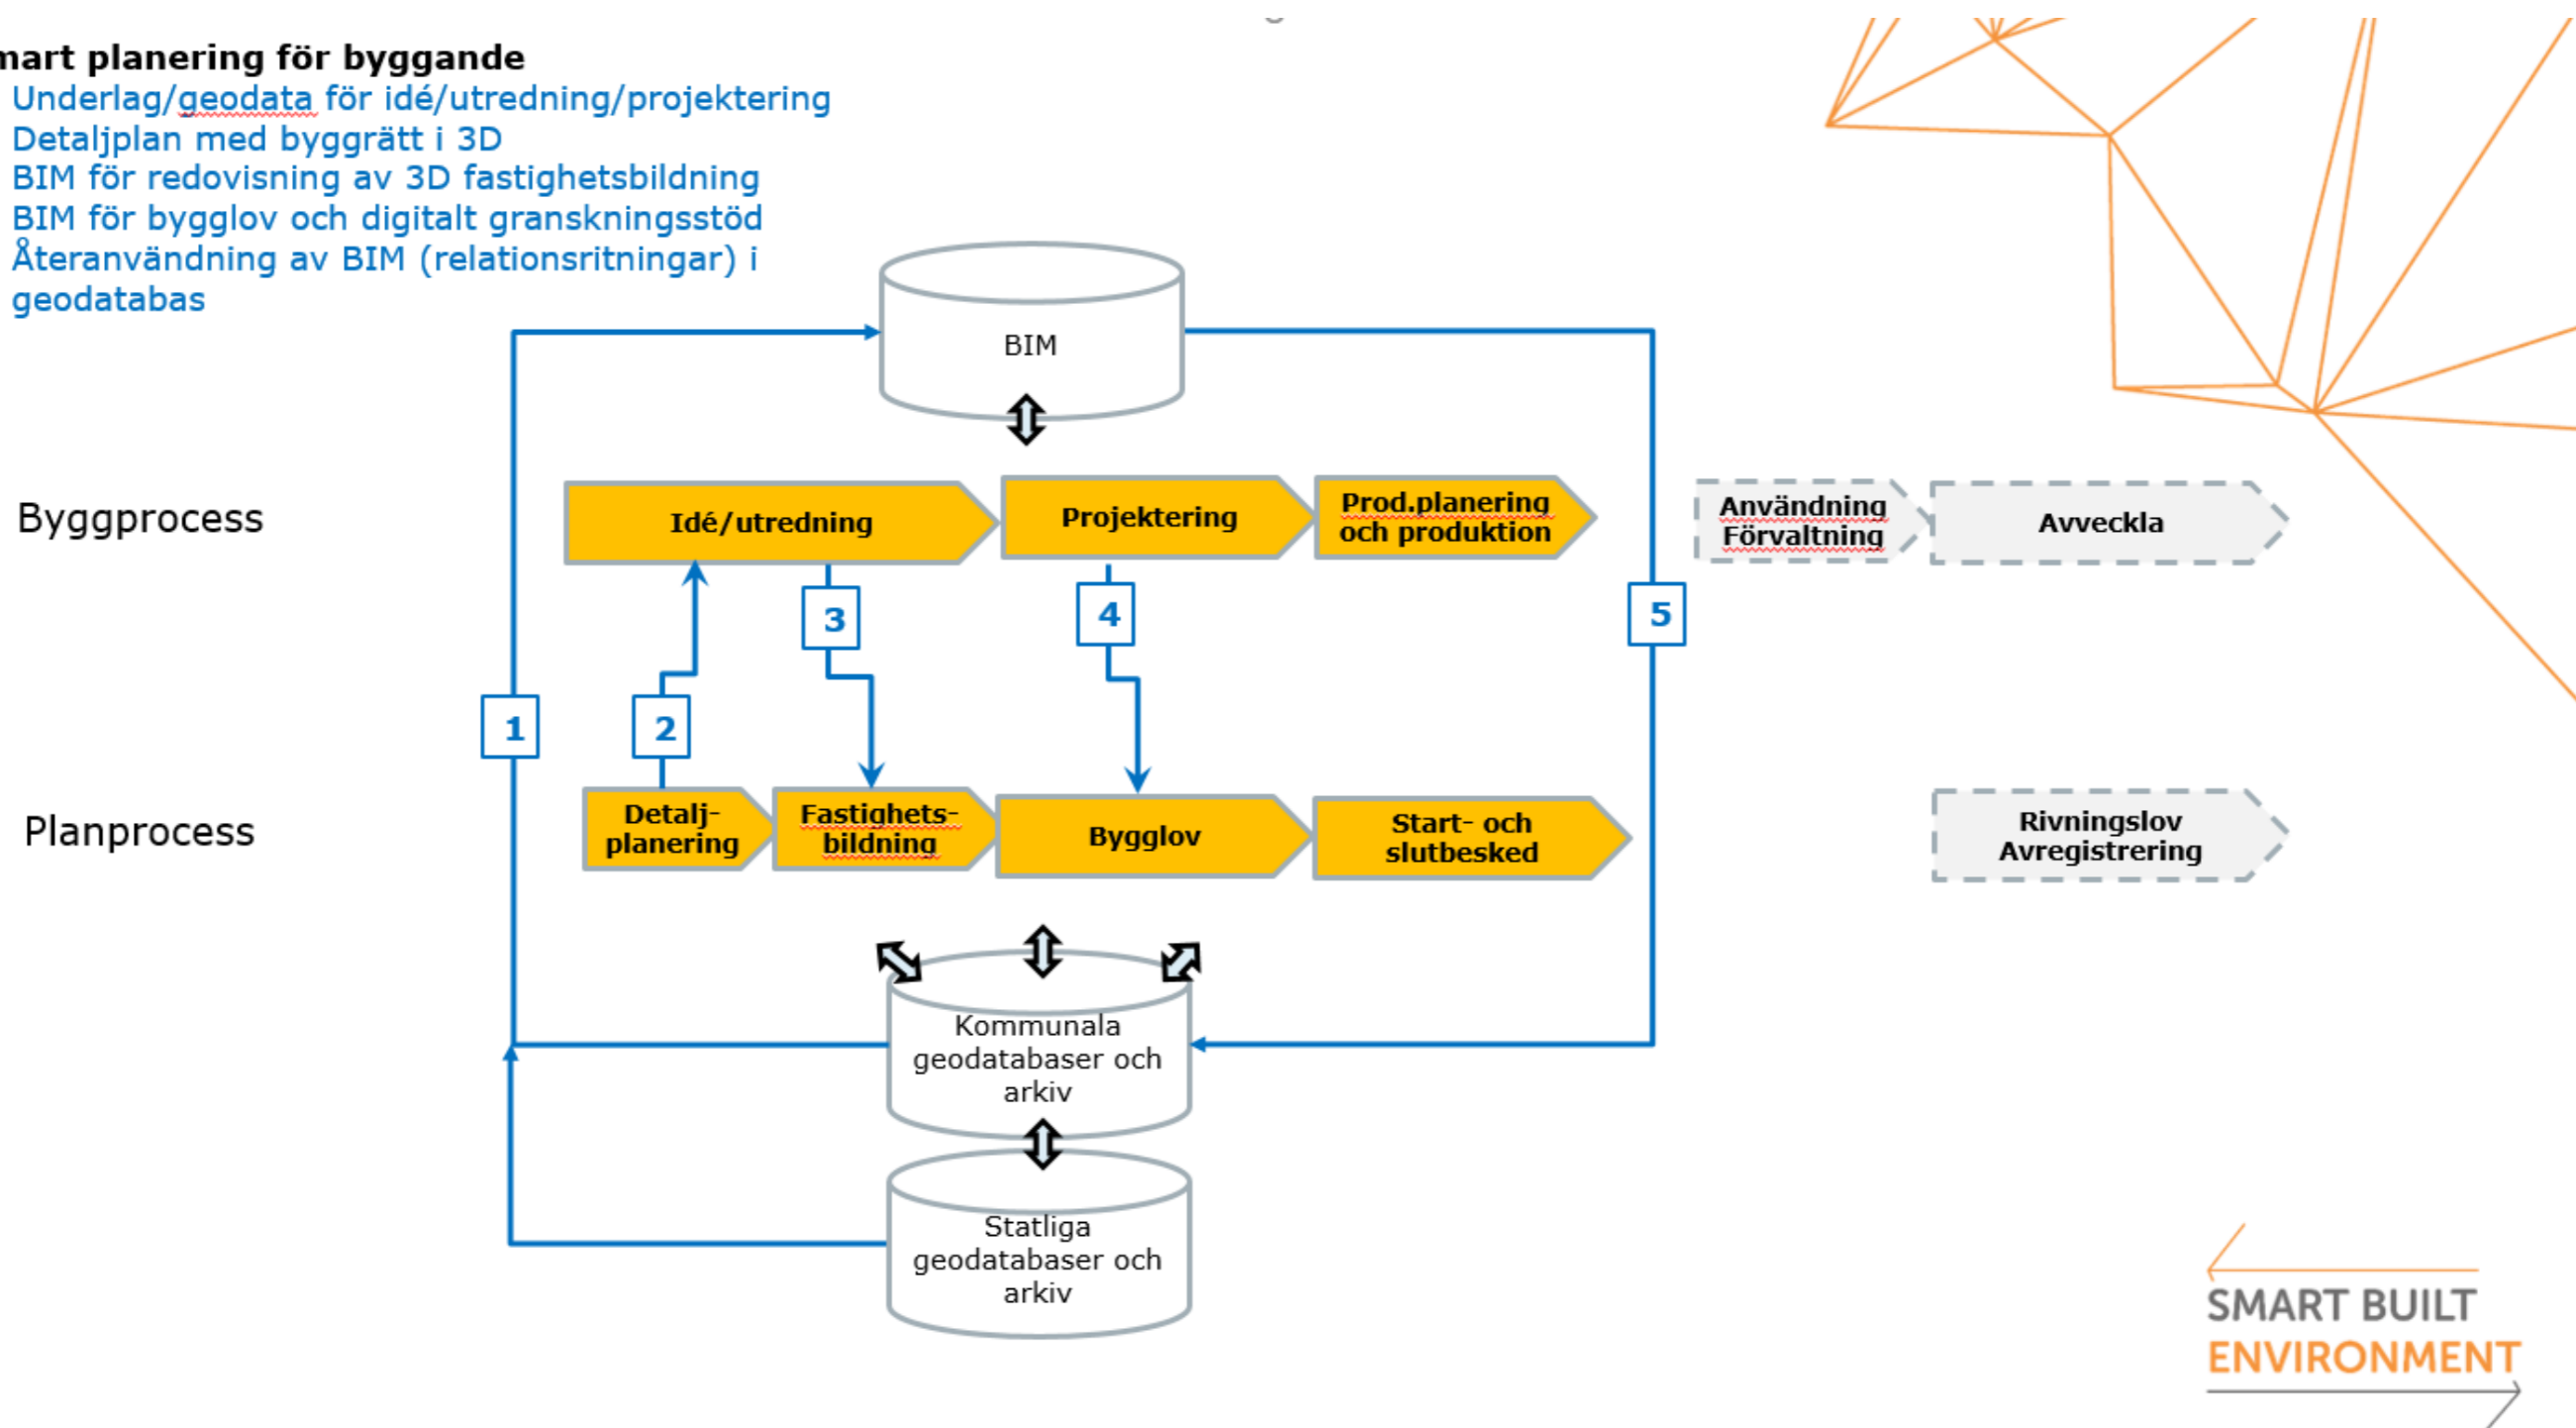 mart planering för byggande
Underlag/geodata för idé/utredning/projektering
Detaljplan med byggrätt i 3D
BIM för redovisning av 3D fastighetsbildning
BIM för bygglov och digitalt granskningsstöd
Återanvändning av BIM (relationsritningar) i
geodatabas
BIM
Byggprocess
Idé/utredning
Projektering
Prod.planering
och produktion
Användning
Förvaltning
Avveckla
1
2
3
4
5
Planprocess
Detalj-
planering
Fastighets-
bildning
Bygglov
Start- och
slutbesked
Rivningslov
Avregistrering
Kommunala
geodatabaser och
arkiv
Statliga
geodatabaser och
arkiv
SMART BUILT
ENVIRONMENT